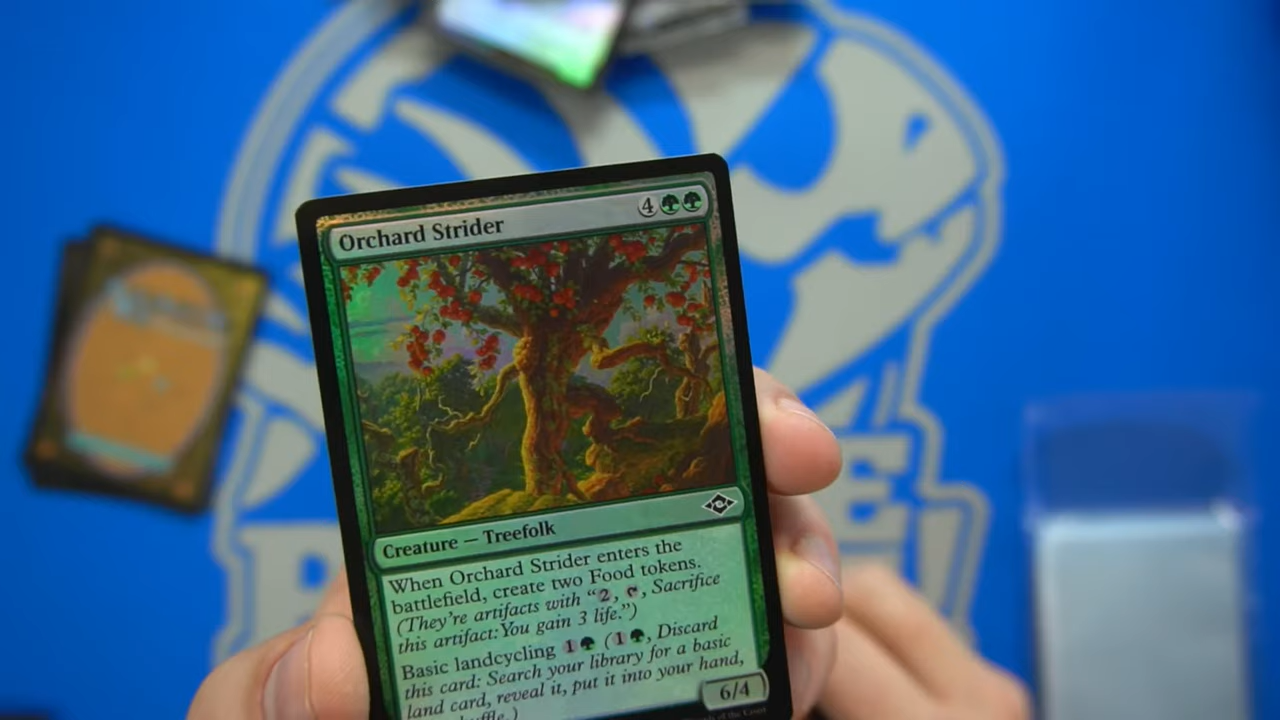 Orchard Strider 4
Creature — Treefolk
When Orchard Strider enters the
battlefield, create two Food tokens.
(They're artifacts with "2, , Sacrifice
this artifact: You gain 3 life.")
Basic landcycling 1 (1 , Discard
this card: Search your library for a basic
land card, reveal it, put it into your hand,
6/4